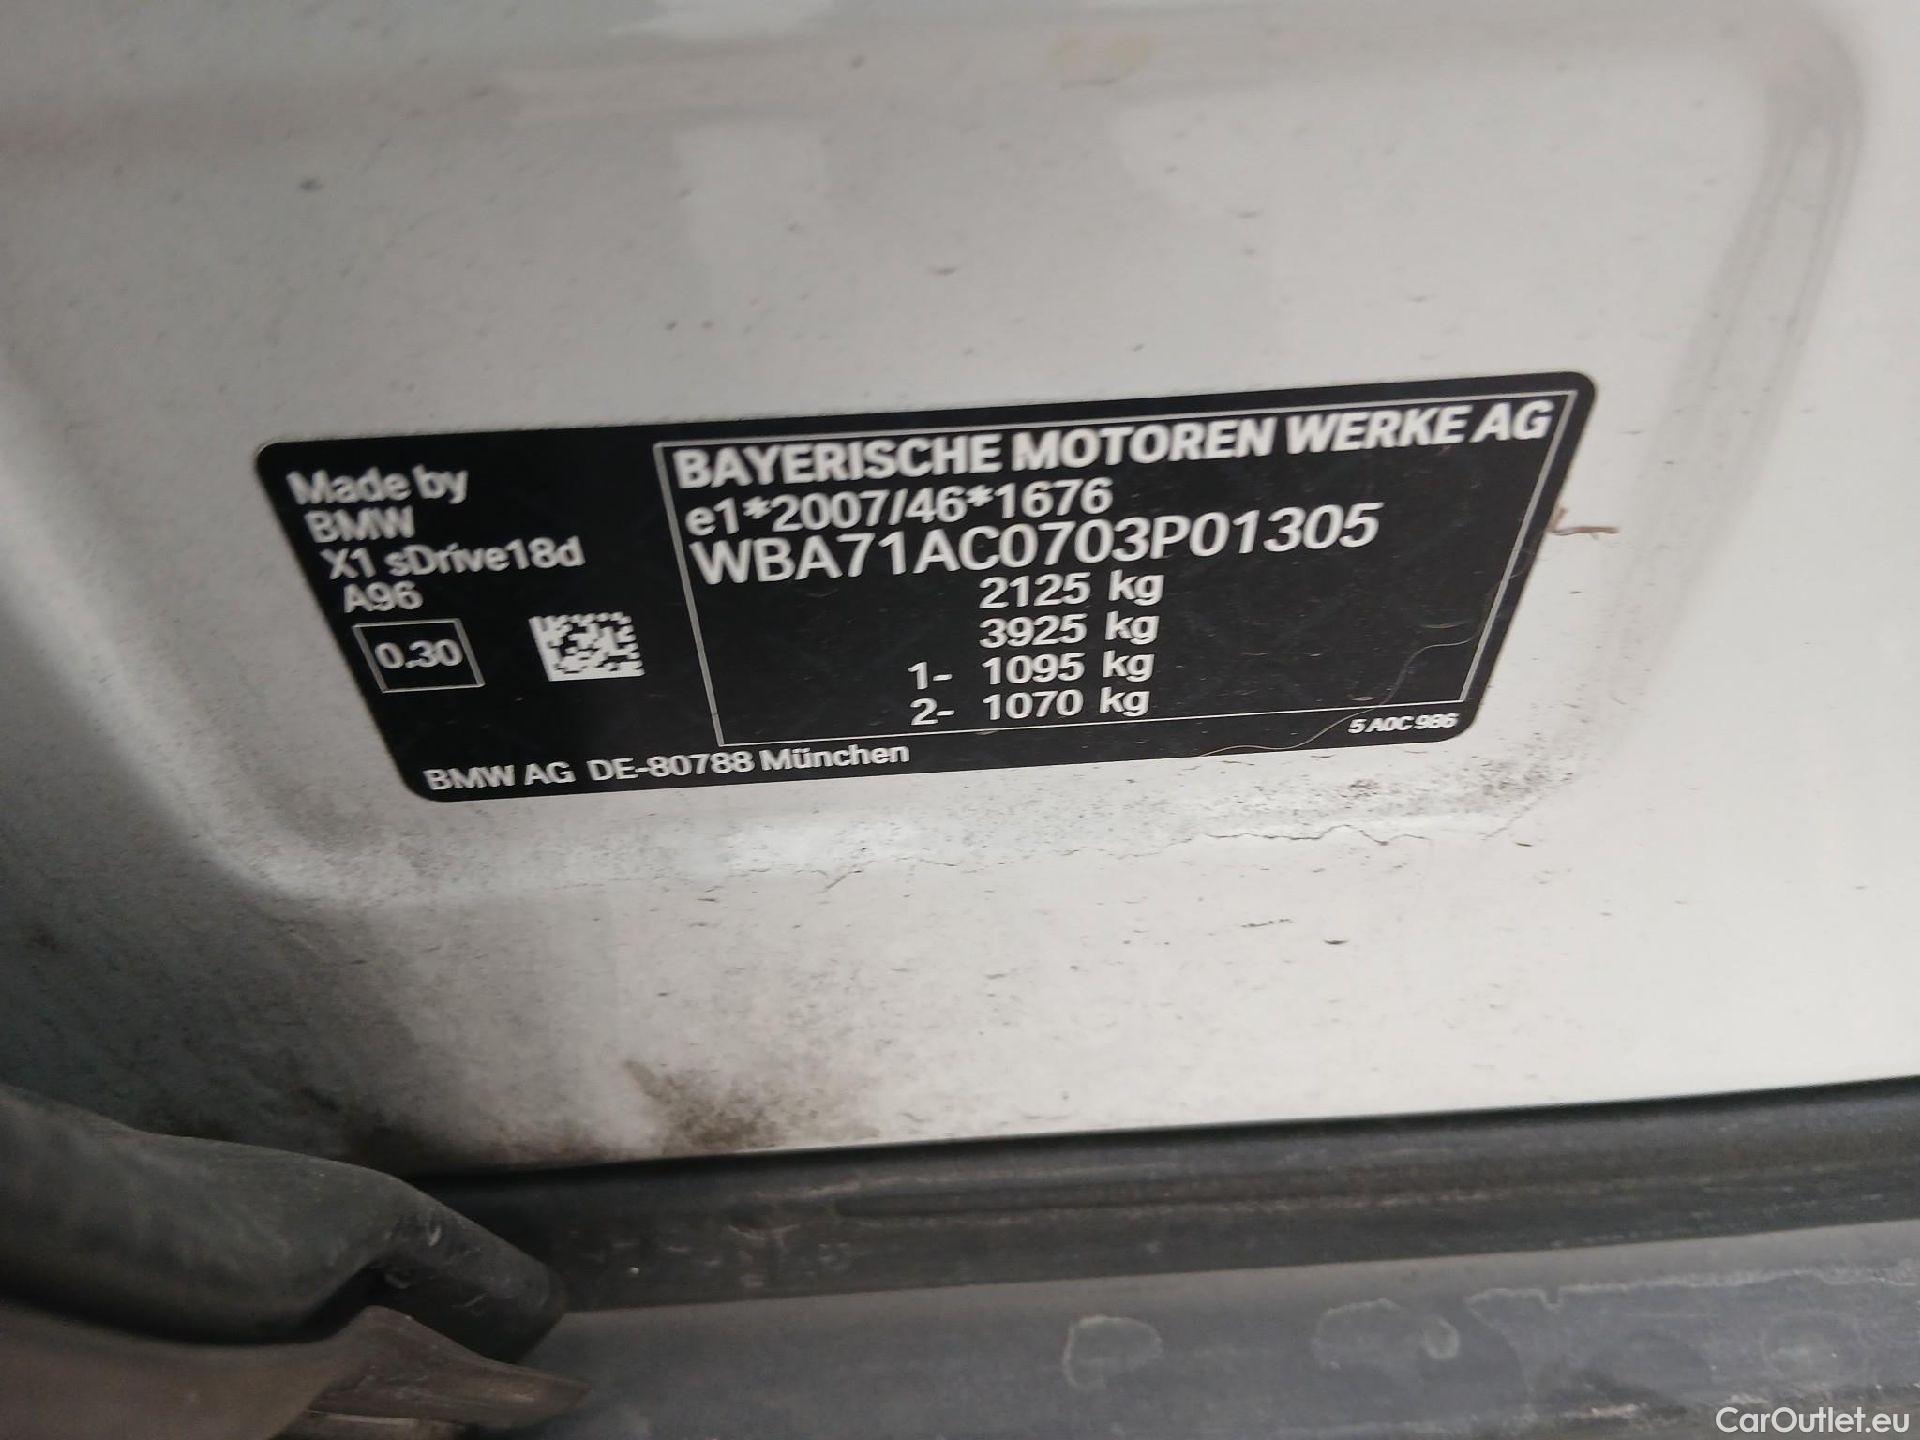 Made by
BMW
X1 sDrive18d
A96
0.30
BAYERISCHE MOTOREN WERKE AG
e1*2007/46*1676
WBA71AC0703P01305
2125 kg
3925 kg
1- 1095 kg
2- 1070 kg
5 A0C 986
BMW AG DE-80788 München
CarOutlet.eu